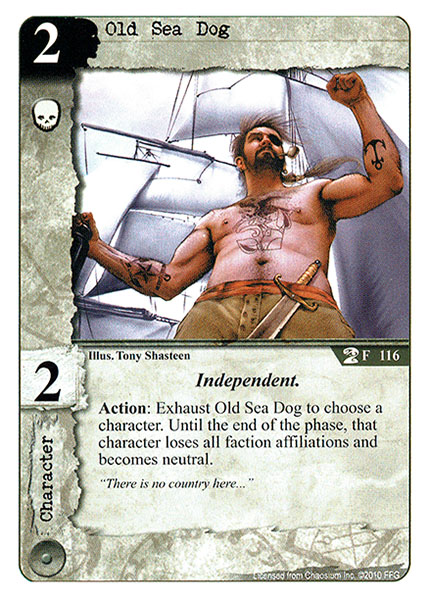 2
Old Sea Dog
Illus. Tony Shasteen
F 116
2
Character
Independent.
Action: Exhaust Old Sea Dog to choose a
character. Until the end of the phase, that
character loses all faction affiliations and
becomes neutral.
“There is no country here...”
Licensed from Chaosium Inc. ©2010 FFG